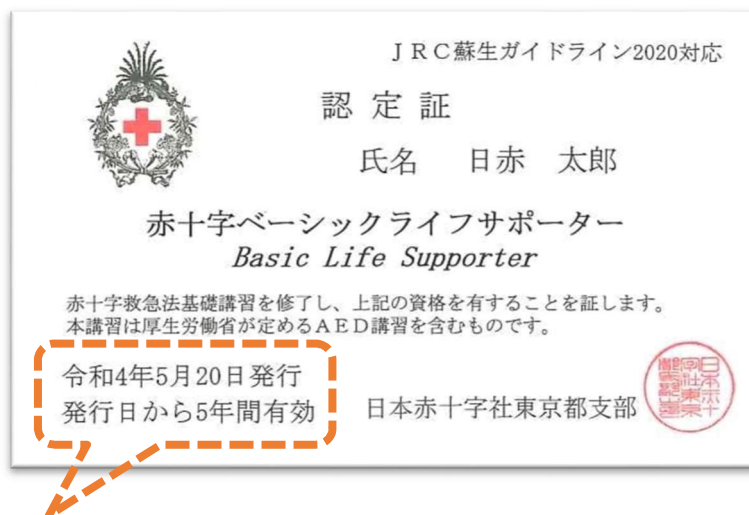 JRC蘇生ガイドライン2020対応
認定証
氏名 日赤 太郎
赤十字ベーシックライフサポーター
Basic Life Supporter
赤十字救急法基礎講習を修了し、上記の資格を有することを証します。
本講習は厚生労働省が定めるAED講習を含むものです。
令和4年5月20日発行
発行日から5年間有効
日本赤十字社東京都支部